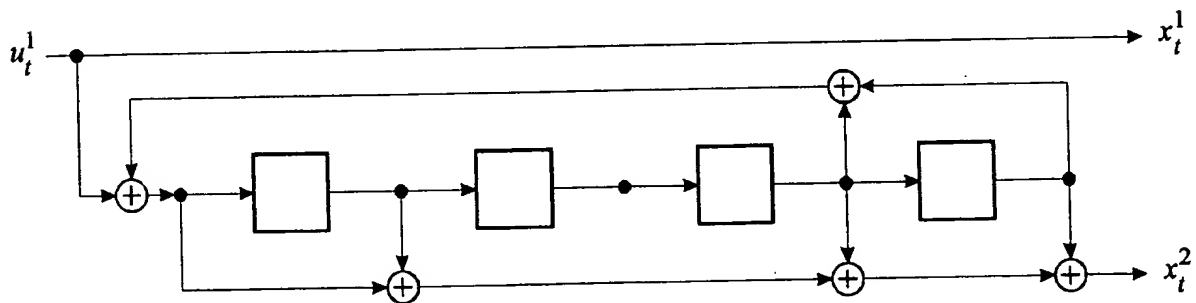 u_t^1
x_t^1
+
+
+
+
+
x_t^2